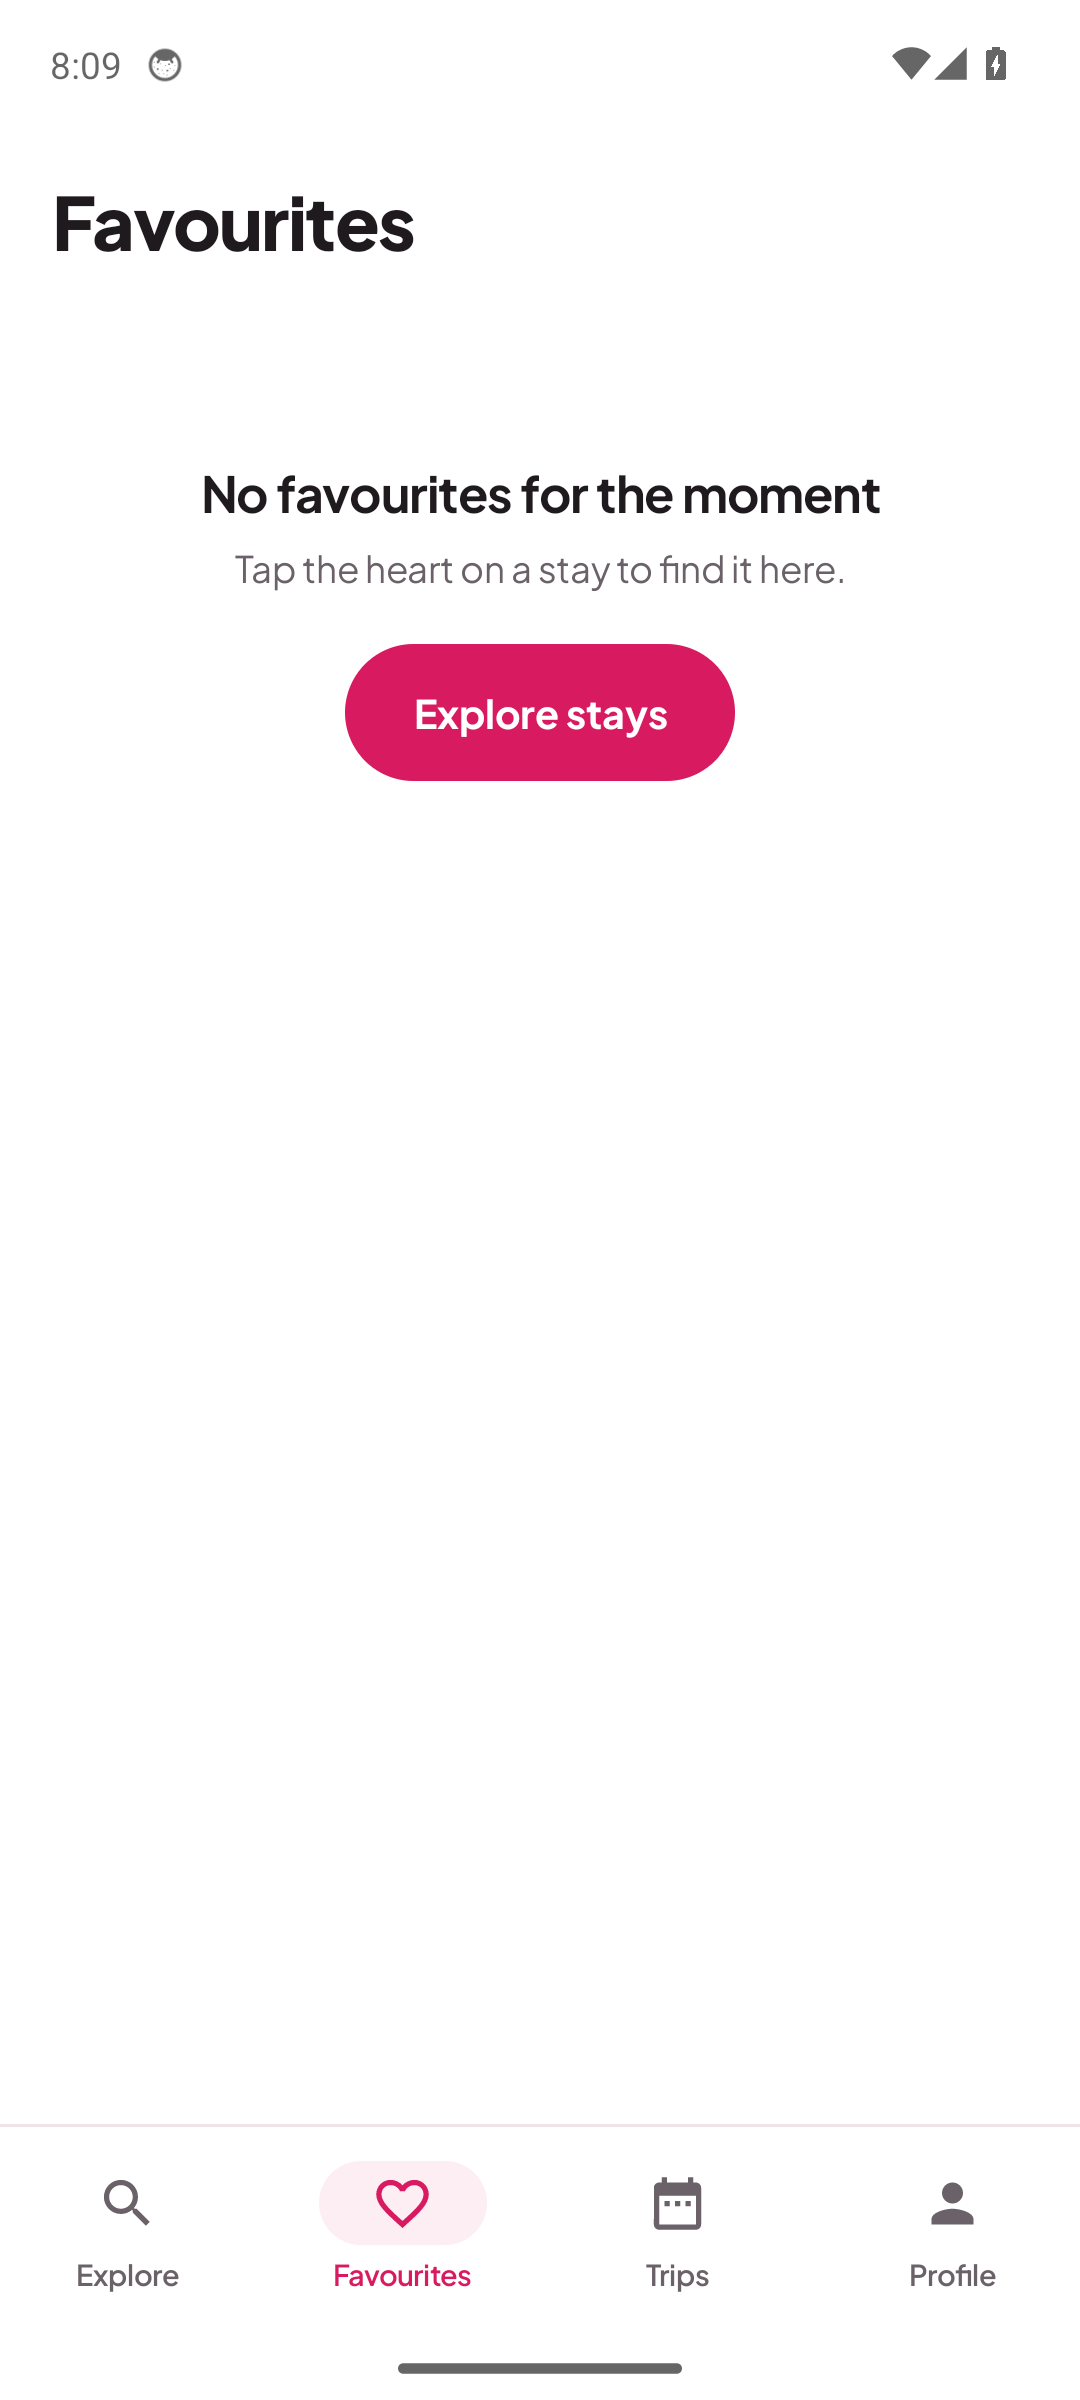 8:09
Favourites
No favourites for the moment
Tap the heart on a stay to find it here.
Explore stays
Explore
Favourites
Trips
Profile